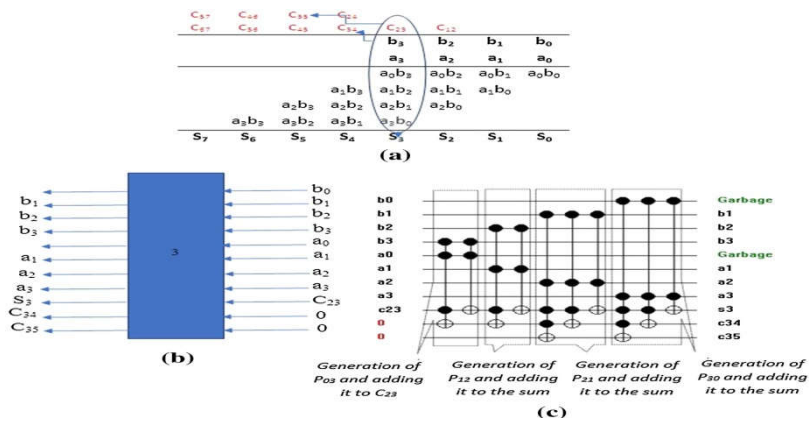 C₅₇ C₄₆ C₃₅ C₂₄
C₆₇ C₅₆ C₄₅ C₃₄ C₂₃ C₁₂
b₃ b₂ b₁ b₀
a₃ a₂ a₁ a₀
a₀b₃ a₀b₂ a₀b₁ a₀b₀
a₁b₃ a₁b₂ a₁b₁ a₁b₀
a₂b₃ a₂b₂ a₂b₁ a₂b₀
a₃b₃ a₃b₂ a₃b₁ a₃b₀
S₇ S₆ S₅ S₄ S₃ S₂ S₁ S₀
(a)
b₀
b₁ b₁
b₂ b₂
b₃ b₃
a₀
a₁ a₁
a₂ a₂
a₃ a₃
S₃ C₂₃
C₃₄ 0
C₃₅ 0
3
(b)
b0 Garbage
b1 b1
b2 b2
b3 b3
a0 Garbage
a1 a1
a2 a2
a3 a3
c23 s3
0 c34
0 c35
Generation of P₀₃ and adding it to C₂₃
Generation of P₁₂ and adding it to the sum
Generation of P₂₁ and adding it to the sum
Generation of P₃₀ and adding it to the sum
(c)